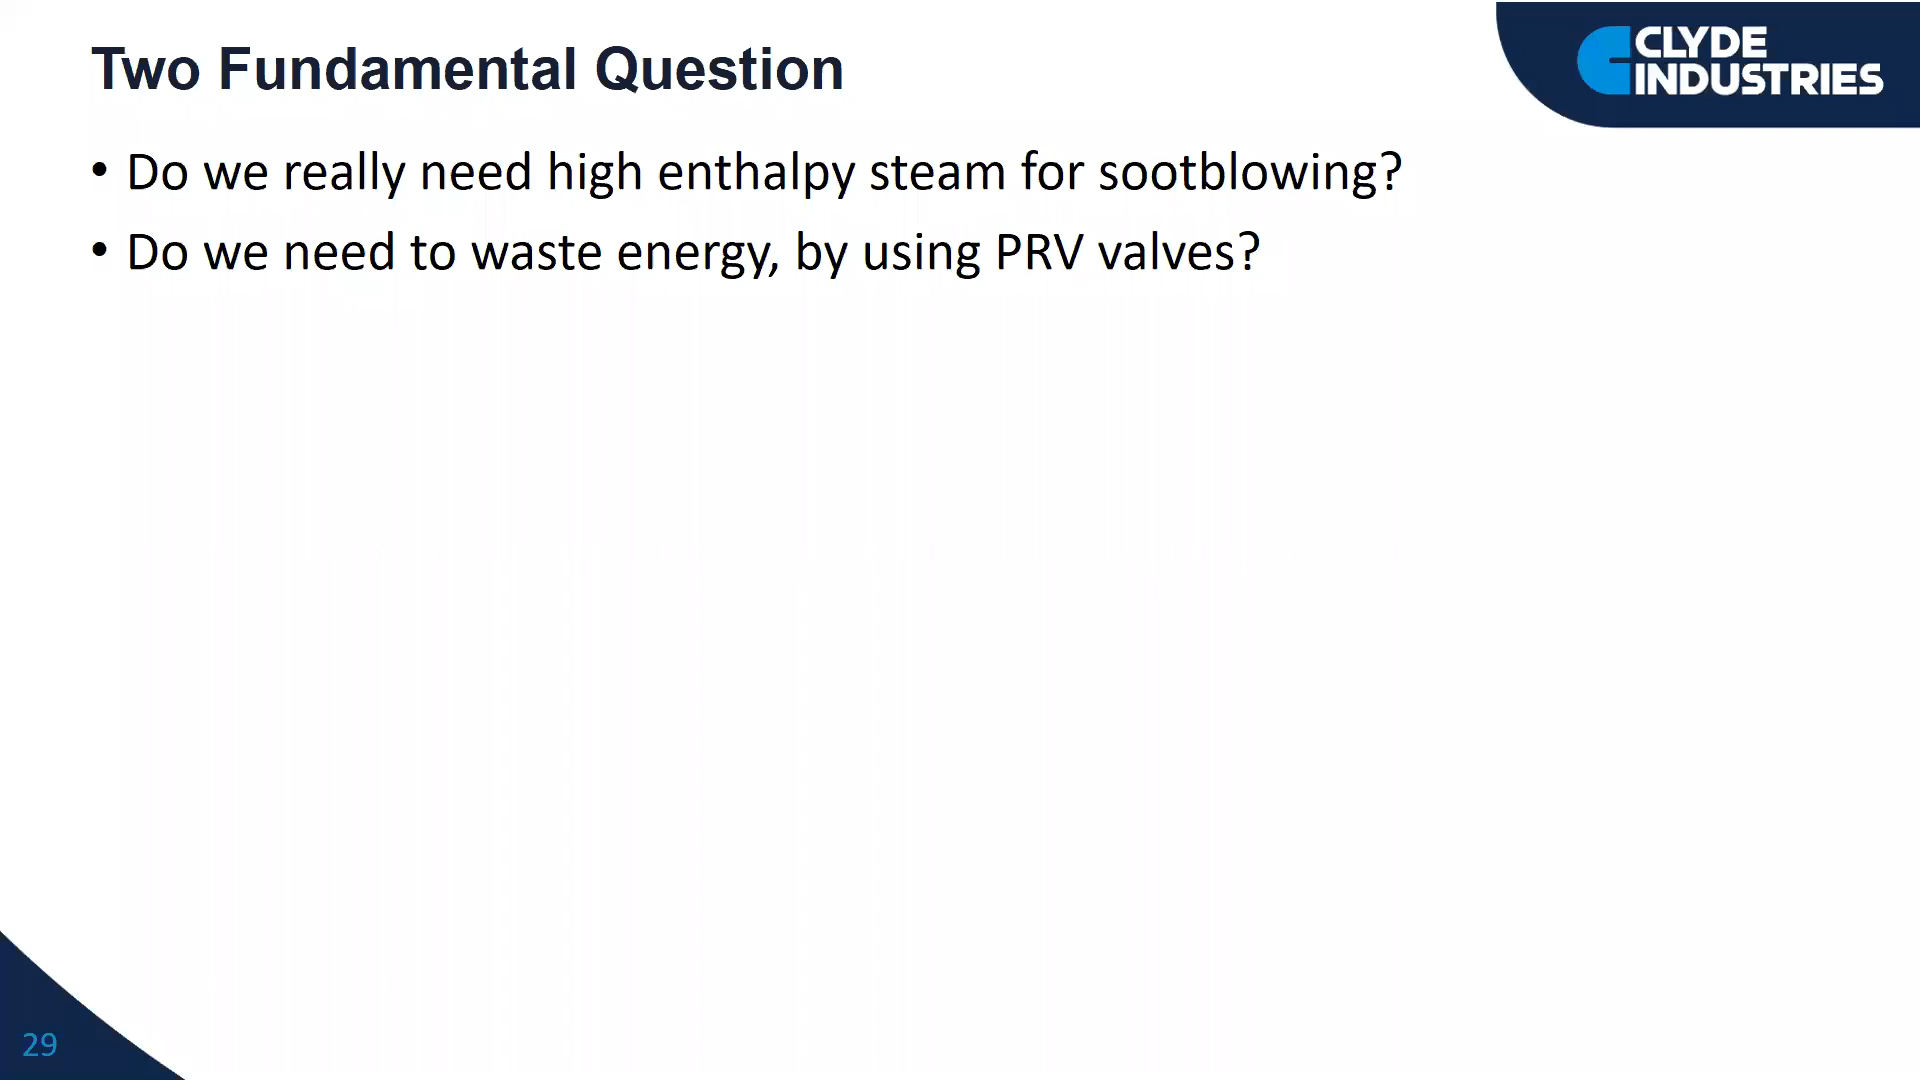 Two Fundamental Question
CLYDE
INDUSTRIES
• Do we really need high enthalpy steam for sootblowing?
• Do we need to waste energy, by using PRV valves?
29